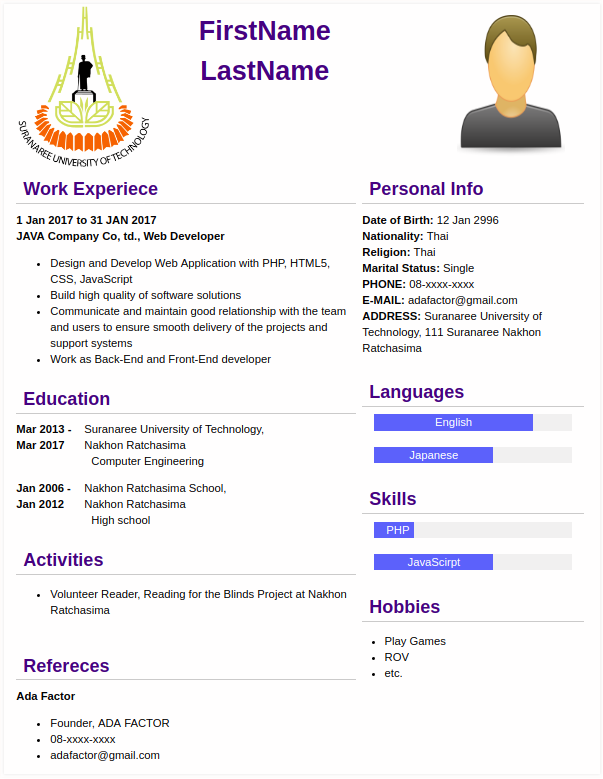 FirstName
LastName
SURANAREE UNIVERSITY OF TECHNOLOGY
Work Experiece
1 Jan 2017 to 31 JAN 2017
JAVA Company Co, td., Web Developer
• Design and Develop Web Application with PHP, HTML5,
CSS, JavaScript
• Build high quality of software solutions
• Communicate and maintain good relationship with the team
and users to ensure smooth delivery of the projects and
support systems
• Work as Back-End and Front-End developer
Education
Mar 2013 - Suranaree University of Technology,
Mar 2017 Nakhon Ratchasima
Computer Engineering
Jan 2006 - Nakhon Ratchasima School,
Jan 2012 Nakhon Ratchasima
High school
Activities
• Volunteer Reader, Reading for the Blinds Project at Nakhon
Ratchasima
Refereces
Ada Factor
• Founder, ADA FACTOR
• 08-xxxx-xxxx
• adafactor@gmail.com
Personal Info
Date of Birth: 12 Jan 2996
Nationality: Thai
Religion: Thai
Marital Status: Single
PHONE: 08-xxxx-xxxx
E-MAIL: adafactor@gmail.com
ADDRESS: Suranaree University of
Technology, 111 Suranaree Nakhon
Ratchasima
Languages
English
Japanese
Skills
PHP
JavaScirpt
Hobbies
• Play Games
• ROV
• etc.